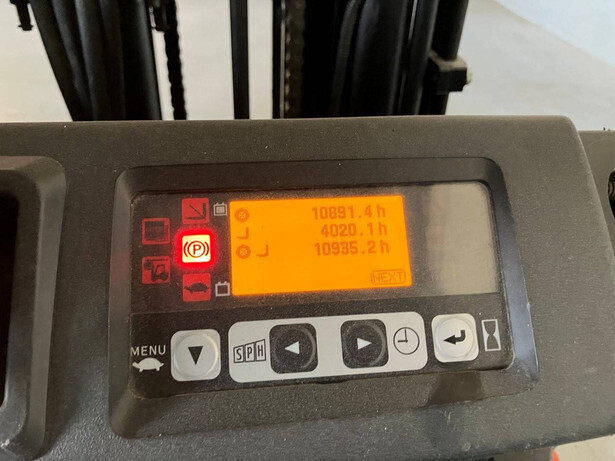 10891.4 h
4020.1 h
10935.2 h
NEXT
(P)
MENU
SPH